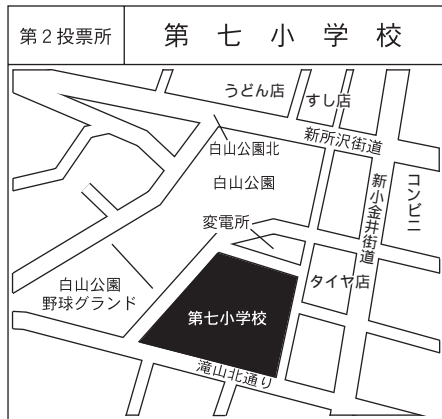 第2投票所
第七小学校
うどん店
すし店
新所沢街道
白山公園北
白山公園
新小金井街道
コンビニ
変電所
タイヤ店
白山公園
野球グランド
第七小学校
滝山北通り